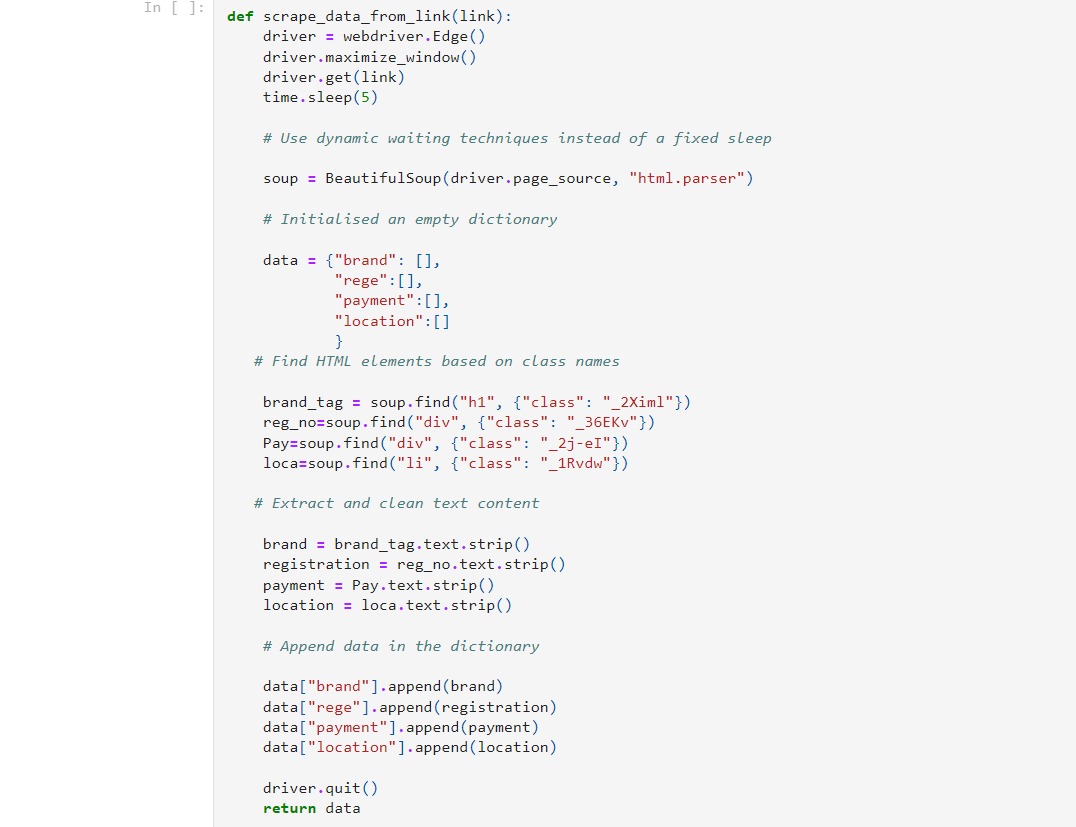 In [ ]:
def scrape_data_from_link(link):
    driver = webdriver.Edge()
    driver.maximize_window()
    driver.get(link)
    time.sleep(5)
    # Use dynamic waiting techniques instead of a fixed sleep
    soup = BeautifulSoup(driver.page_source, "html.parser")
    # Initialised an empty dictionary
    data = {"brand": [],
            "rege":[],
            "payment":[],
            "location":[]
            }
   # Find HTML elements based on class names
    brand_tag = soup.find("h1", {"class": "_2Ximl"})
    reg_no=soup.find("div", {"class": "_36EKv"})
    Pay=soup.find("div", {"class": "_2j-eI"})
    loca=soup.find("li", {"class": "_1Rvdw"})
   # Extract and clean text content
    brand = brand_tag.text.strip()
    registration = reg_no.text.strip()
    payment = Pay.text.strip()
    location = loca.text.strip()
    # Append data in the dictionary
    data["brand"].append(brand)
    data["rege"].append(registration)
    data["payment"].append(payment)
    data["location"].append(location)
    driver.quit()
    return data